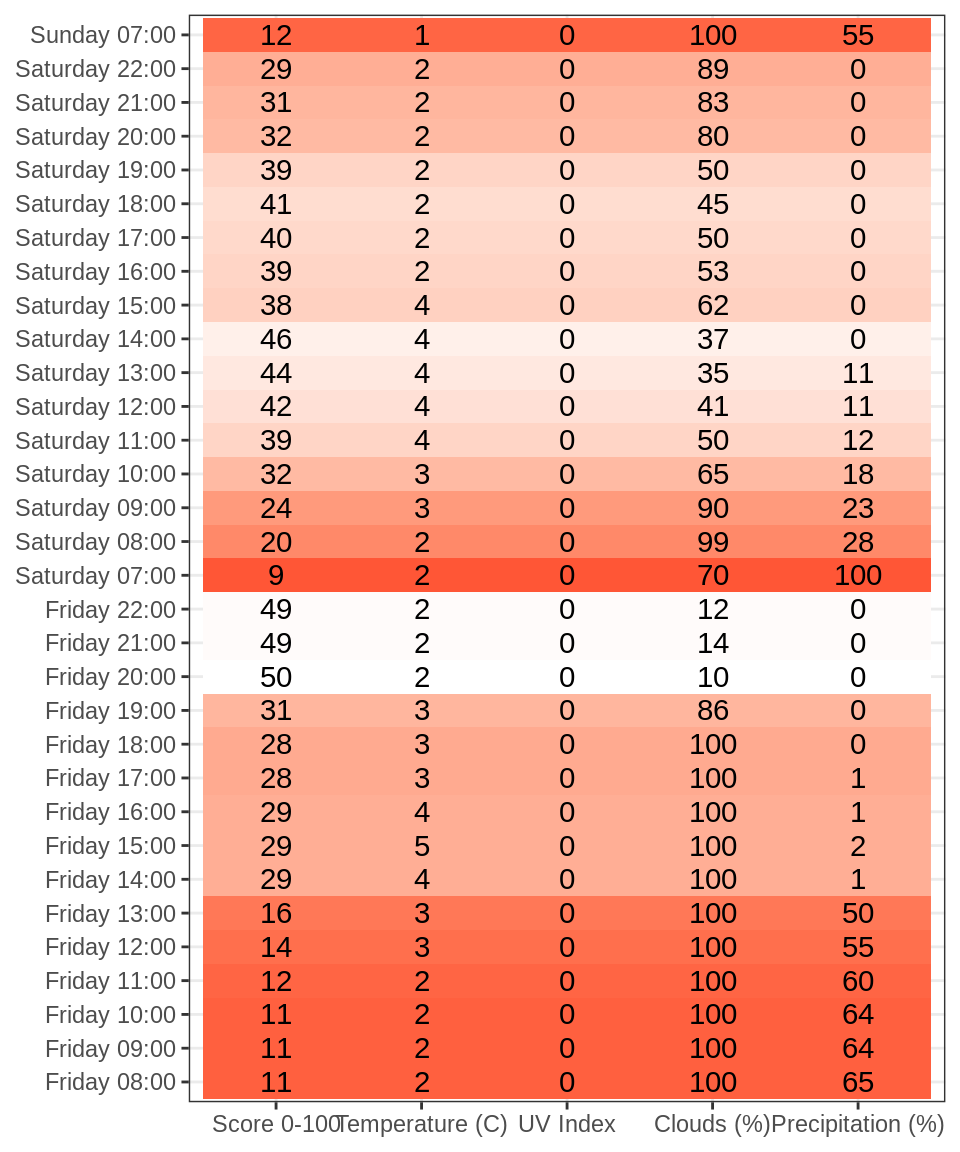 Sunday 07:00 12 1 0 100 55
Saturday 22:00 29 2 0 89 0
Saturday 21:00 31 2 0 83 0
Saturday 20:00 32 2 0 80 0
Saturday 19:00 39 2 0 50 0
Saturday 18:00 41 2 0 45 0
Saturday 17:00 40 2 0 50 0
Saturday 16:00 39 2 0 53 0
Saturday 15:00 38 4 0 62 0
Saturday 14:00 46 4 0 37 0
Saturday 13:00 44 4 0 35 11
Saturday 12:00 42 4 0 41 11
Saturday 11:00 39 4 0 50 12
Saturday 10:00 32 3 0 65 18
Saturday 09:00 24 3 0 90 23
Saturday 08:00 20 2 0 99 28
Saturday 07:00 9 2 0 70 100
Friday 22:00 49 2 0 12 0
Friday 21:00 49 2 0 14 0
Friday 20:00 50 2 0 10 0
Friday 19:00 31 3 0 86 0
Friday 18:00 28 3 0 100 0
Friday 17:00 28 3 0 100 1
Friday 16:00 29 4 0 100 1
Friday 15:00 29 5 0 100 2
Friday 14:00 29 4 0 100 1
Friday 13:00 16 3 0 100 50
Friday 12:00 14 3 0 100 55
Friday 11:00 12 2 0 100 60
Friday 10:00 11 2 0 100 64
Friday 09:00 11 2 0 100 64
Friday 08:00 11 2 0 100 65
Score 0-100 Temperature (C) UV Index Clouds (%) Precipitation (%)